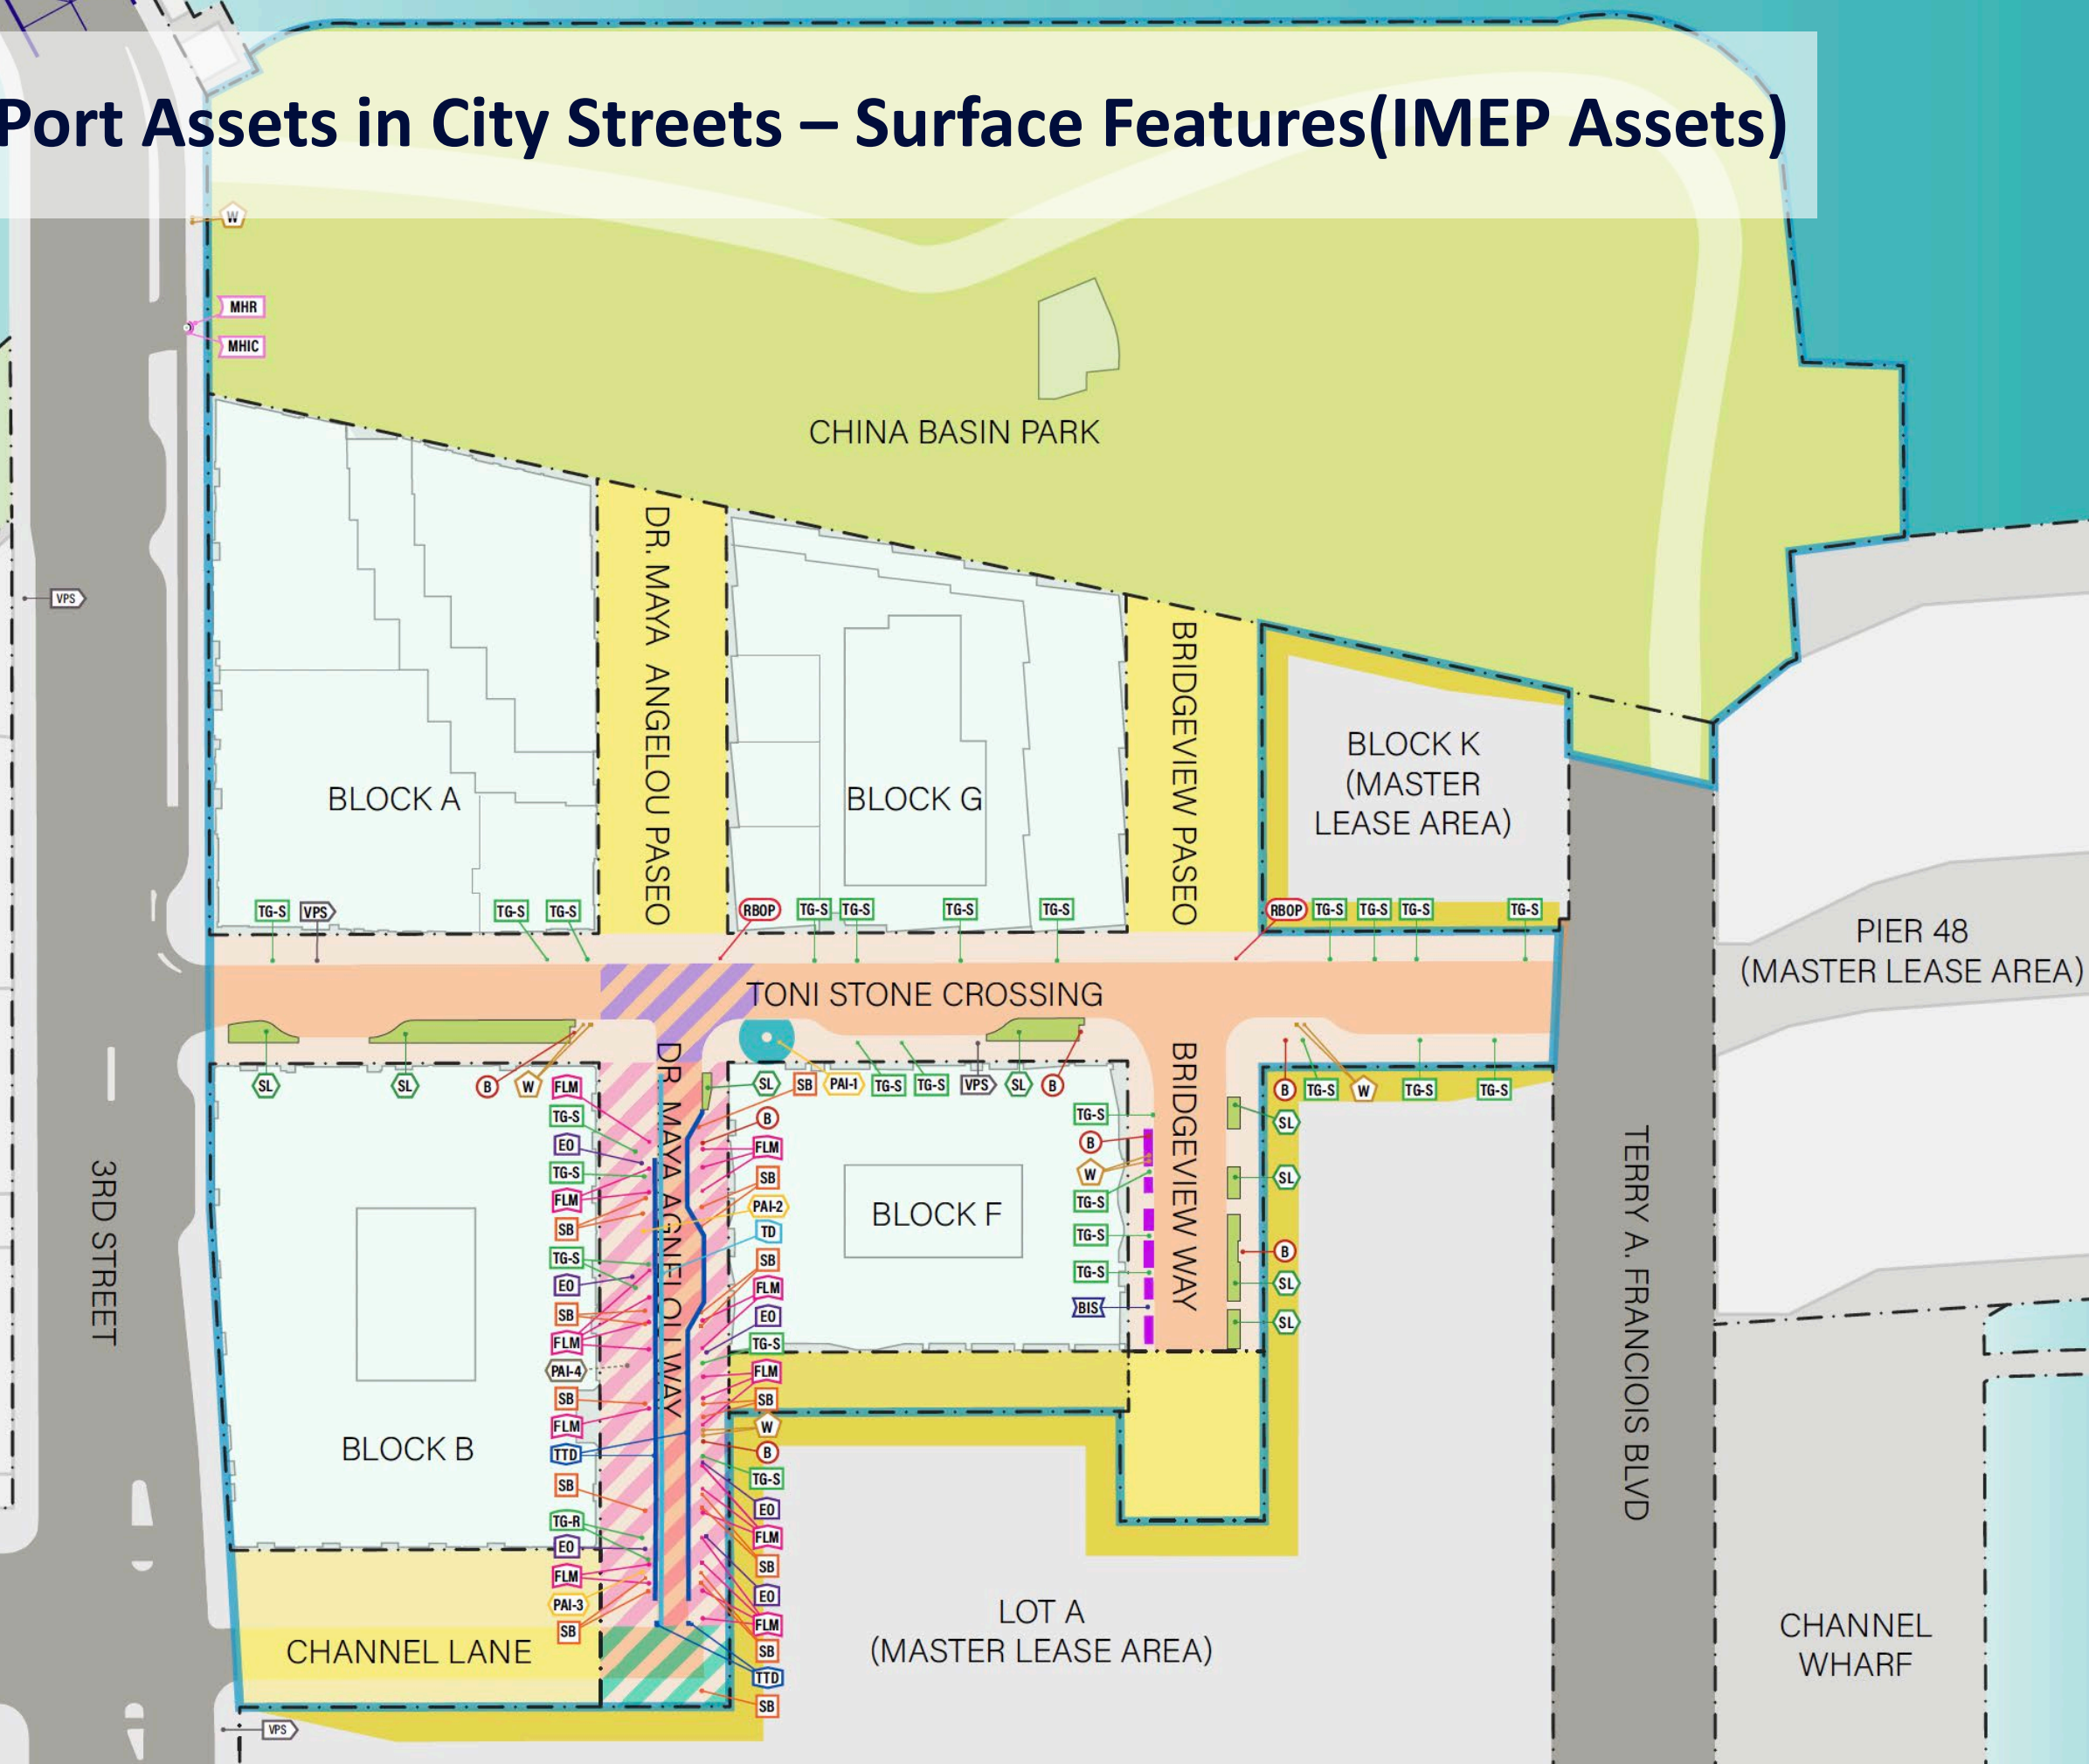 Port Assets in City Streets – Surface Features(IMEP Assets)
W
MHR
MHIC
CHINA BASIN PARK
VPS
DR. MAYA ANGELOU PASEO
BRIDGEVIEW PASEO
BLOCK A
BLOCK G
BLOCK K
(MASTER
LEASE AREA)
PIER 48
(MASTER LEASE AREA)
TG-S
VPS
TG-S
TG-S
RBOP
TG-S
TG-S
TG-S
TG-S
RBOP
TG-S
TG-S
TG-S
TG-S
TONI STONE CROSSING
SL
SL
B
W
SL
SB
PAI-1
TG-S
TG-S
VPS
SL
B
B
TG-S
W
TG-S
TG-S
3RD STREET
BLOCK B
FLM
TG-S
EO
TG-S
FLM
SB
TG-S
EO
SB
FLM
PAI-4
SB
FLM
TTD
SB
TG-R
EO
FLM
PAI-3
SB
DR MAYA AGNELOU WAY
B
FLM
SB
PAI-2
TD
SB
FLM
EO
TG-S
FLM
SB
W
B
TG-S
EO
FLM
SB
EO
FLM
SB
TTD
SB
BLOCK F
TG-S
B
W
TG-S
TG-S
TG-S
BIS
BRIDGEVIEW WAY
SL
SL
B
SL
SL
TERRY A. FRANCOIS BLVD
CHANNEL LANE
LOT A
(MASTER LEASE AREA)
CHANNEL
WHARF
VPS